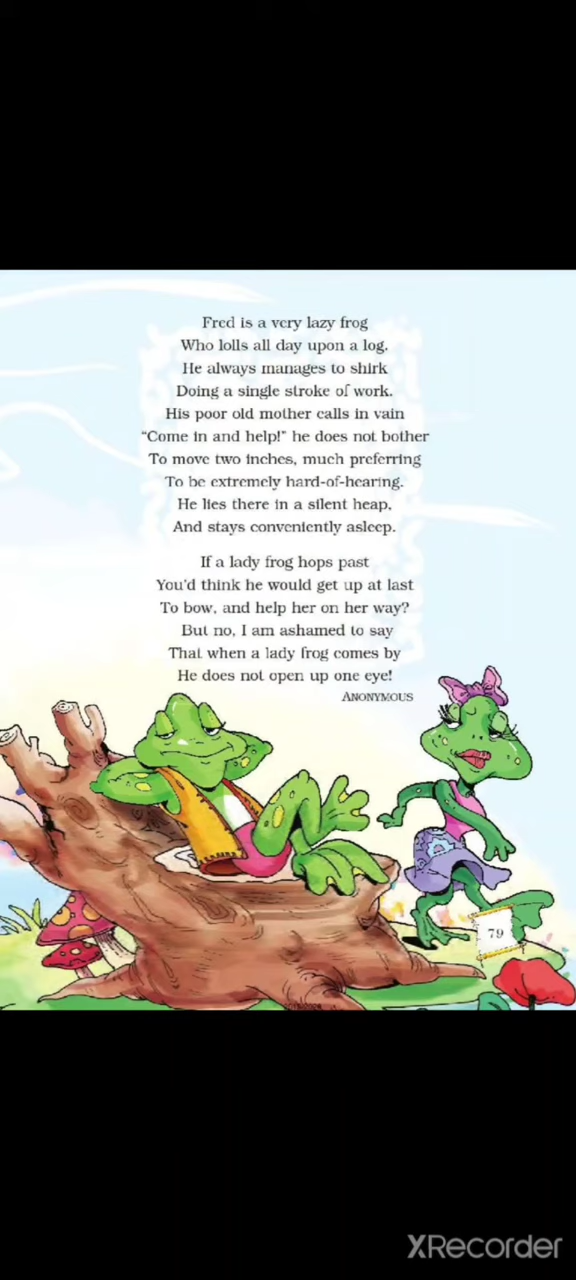 Fred is a very lazy frog
Who lolls all day upon a log.
He always manages to shirk
Doing a single stroke of work.
His poor old mother calls in vain
"Come in and help!" he does not bother
To move two inches, much preferring
To be extremely hard-of-hearing.
He lies there in a silent heap,
And stays conveniently asleep.
If a lady frog hops past
You'd think he would get up at last
To bow, and help her on her way?
But no, I am ashamed to say
That when a lady frog comes by
He does not open up one eye!
ANONYMOUS
79
XRecorder